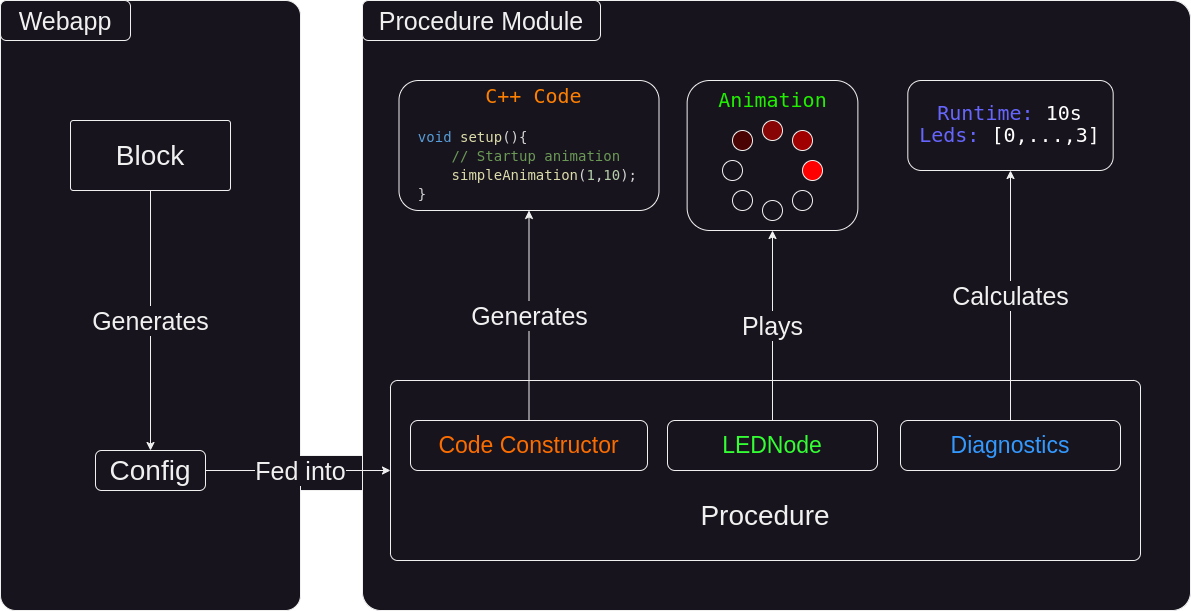 Webapp
Block
Generates
Config
Fed into
Procedure Module
C++ Code
void setup(){
// Startup animation
simpleAnimation(1,10);
}
Animation
Runtime: 10s
Leds: [0,...,3]
Generates
Plays
Calculates
Code Constructor
LEDNode
Diagnostics
Procedure